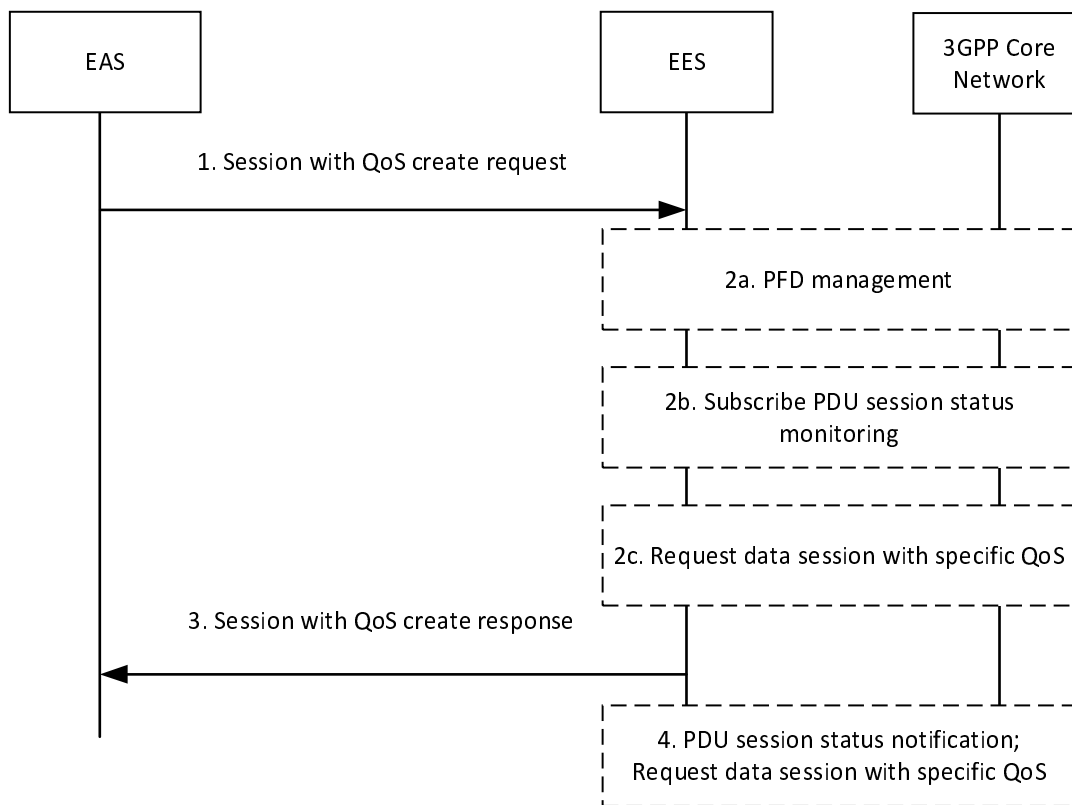 EAS
EES
3GPP Core
Network
1. Session with QoS create request
2a. PFD management
2b. Subscribe PDU session status
monitoring
2c. Request data session with specific QoS
3. Session with QoS create response
4. PDU session status notification;
Request data session with specific QoS